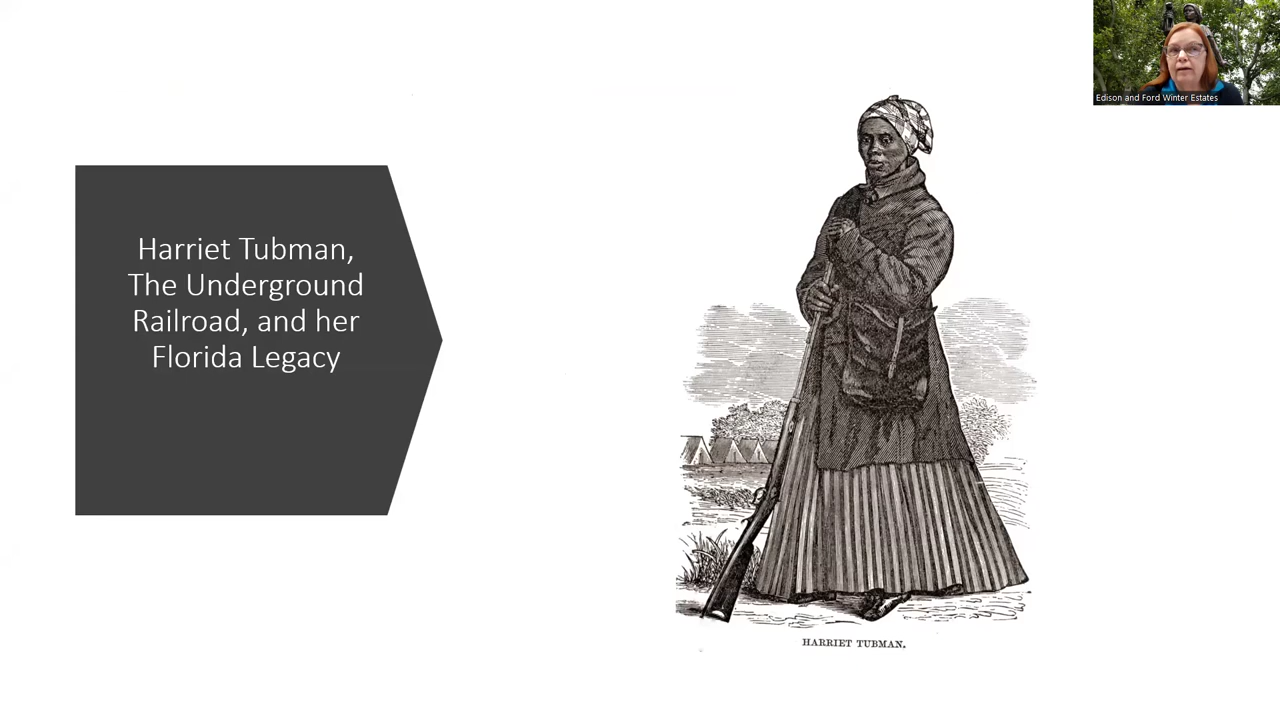 Edison and Ford Winter Estates
Harriet Tubman,
The Underground
Railroad, and her
Florida Legacy
HARRIET TUBMAN.